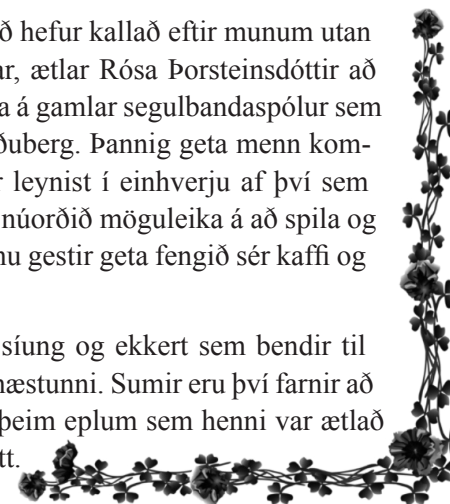 ð hefur kallað eftir munum utan
ar, ætlar Rósa Þorsteinsdóttir að
a á gamlar segulbandaspólur sem
ðuberg. Þannig geta menn kom-
r leynist í einhverju af því sem
núorðið möguleika á að spila og
nu gestir geta fengið sér kaffi og
síung og ekkert sem bendir til
næstunni. Sumir eru því farnir að
þeim eplum sem henni var ætlað
tt.